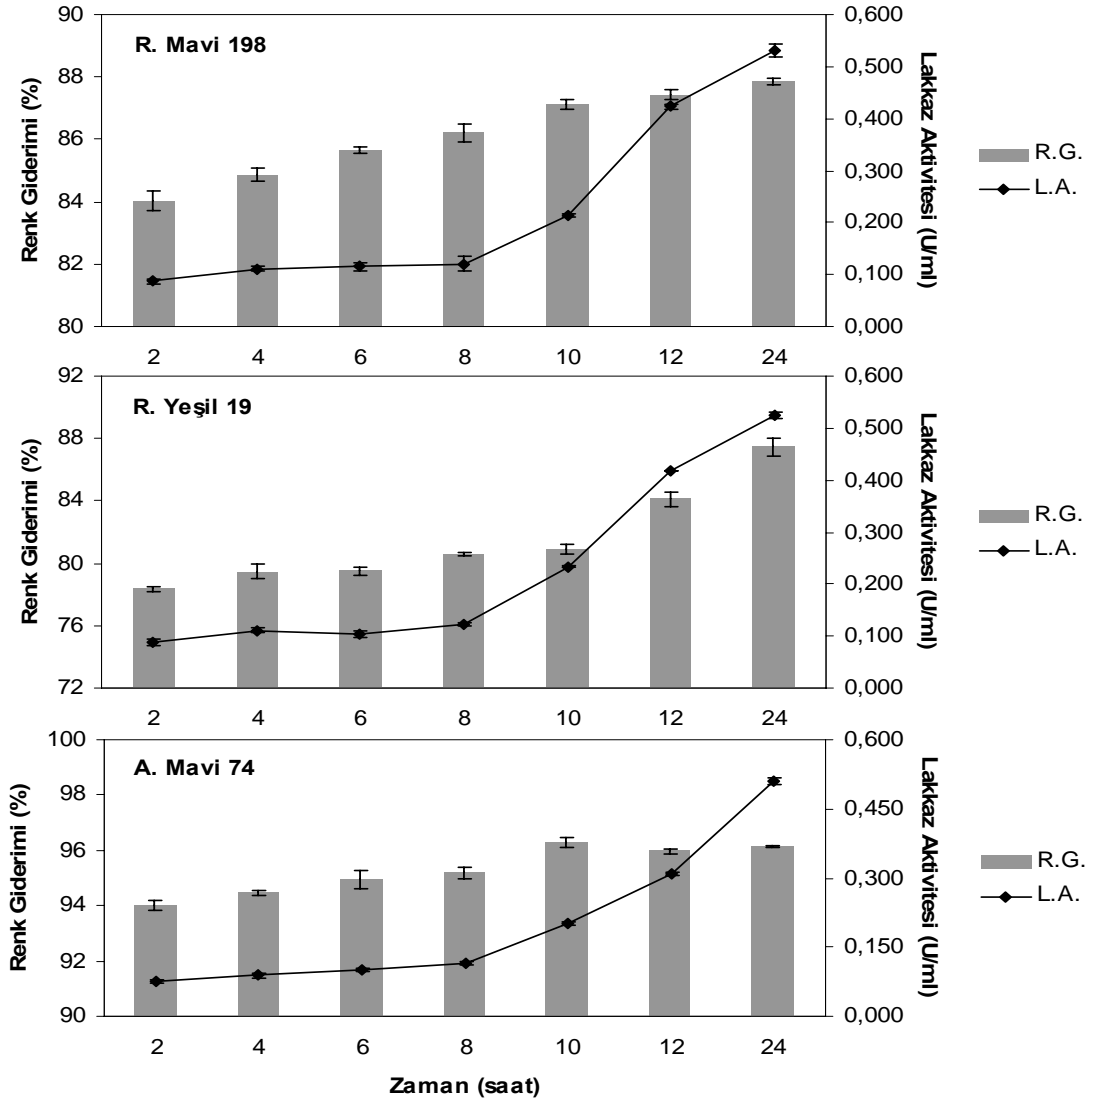 R. Mavi 198
Renk Giderimi (%)
90
88
86
84
82
80
0,600
0,500
0,400
0,300
0,200
0,100
0,000
Lakkaz Aktivitesi (U/ml)
2 4 6 8 10 12 24
R.G.
L.A.
R. Yeşil 19
Renk Giderimi (%)
92
88
84
80
76
72
0,600
0,500
0,400
0,300
0,200
0,100
0,000
Lakkaz Aktivitesi (U/ml)
2 4 6 8 10 12 24
R.G.
L.A.
A. Mavi 74
Renk Giderimi (%)
100
98
96
94
92
90
0,600
0,450
0,300
0,150
0,000
Lakkaz Aktivitesi (U/ml)
2 4 6 8 10 12 24
R.G.
L.A.
Zaman (saat)